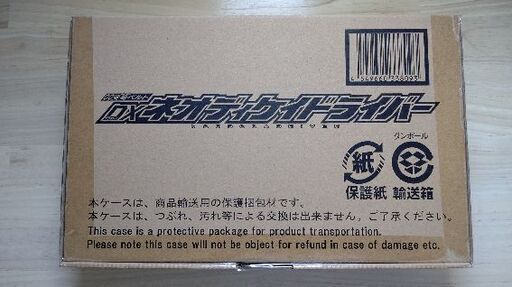 4 549660 338093
DXネオディケイドライバー
ダンボール
紙
保護紙 輸送箱
本ケースは、商品輸送用の保護梱包材です。
本ケースは、つぶれ、汚れ等による交換は出来ません。ご了承ください。
This case is a protective package for product transportation.
Please note this case will not be object for refund in case of damage etc.